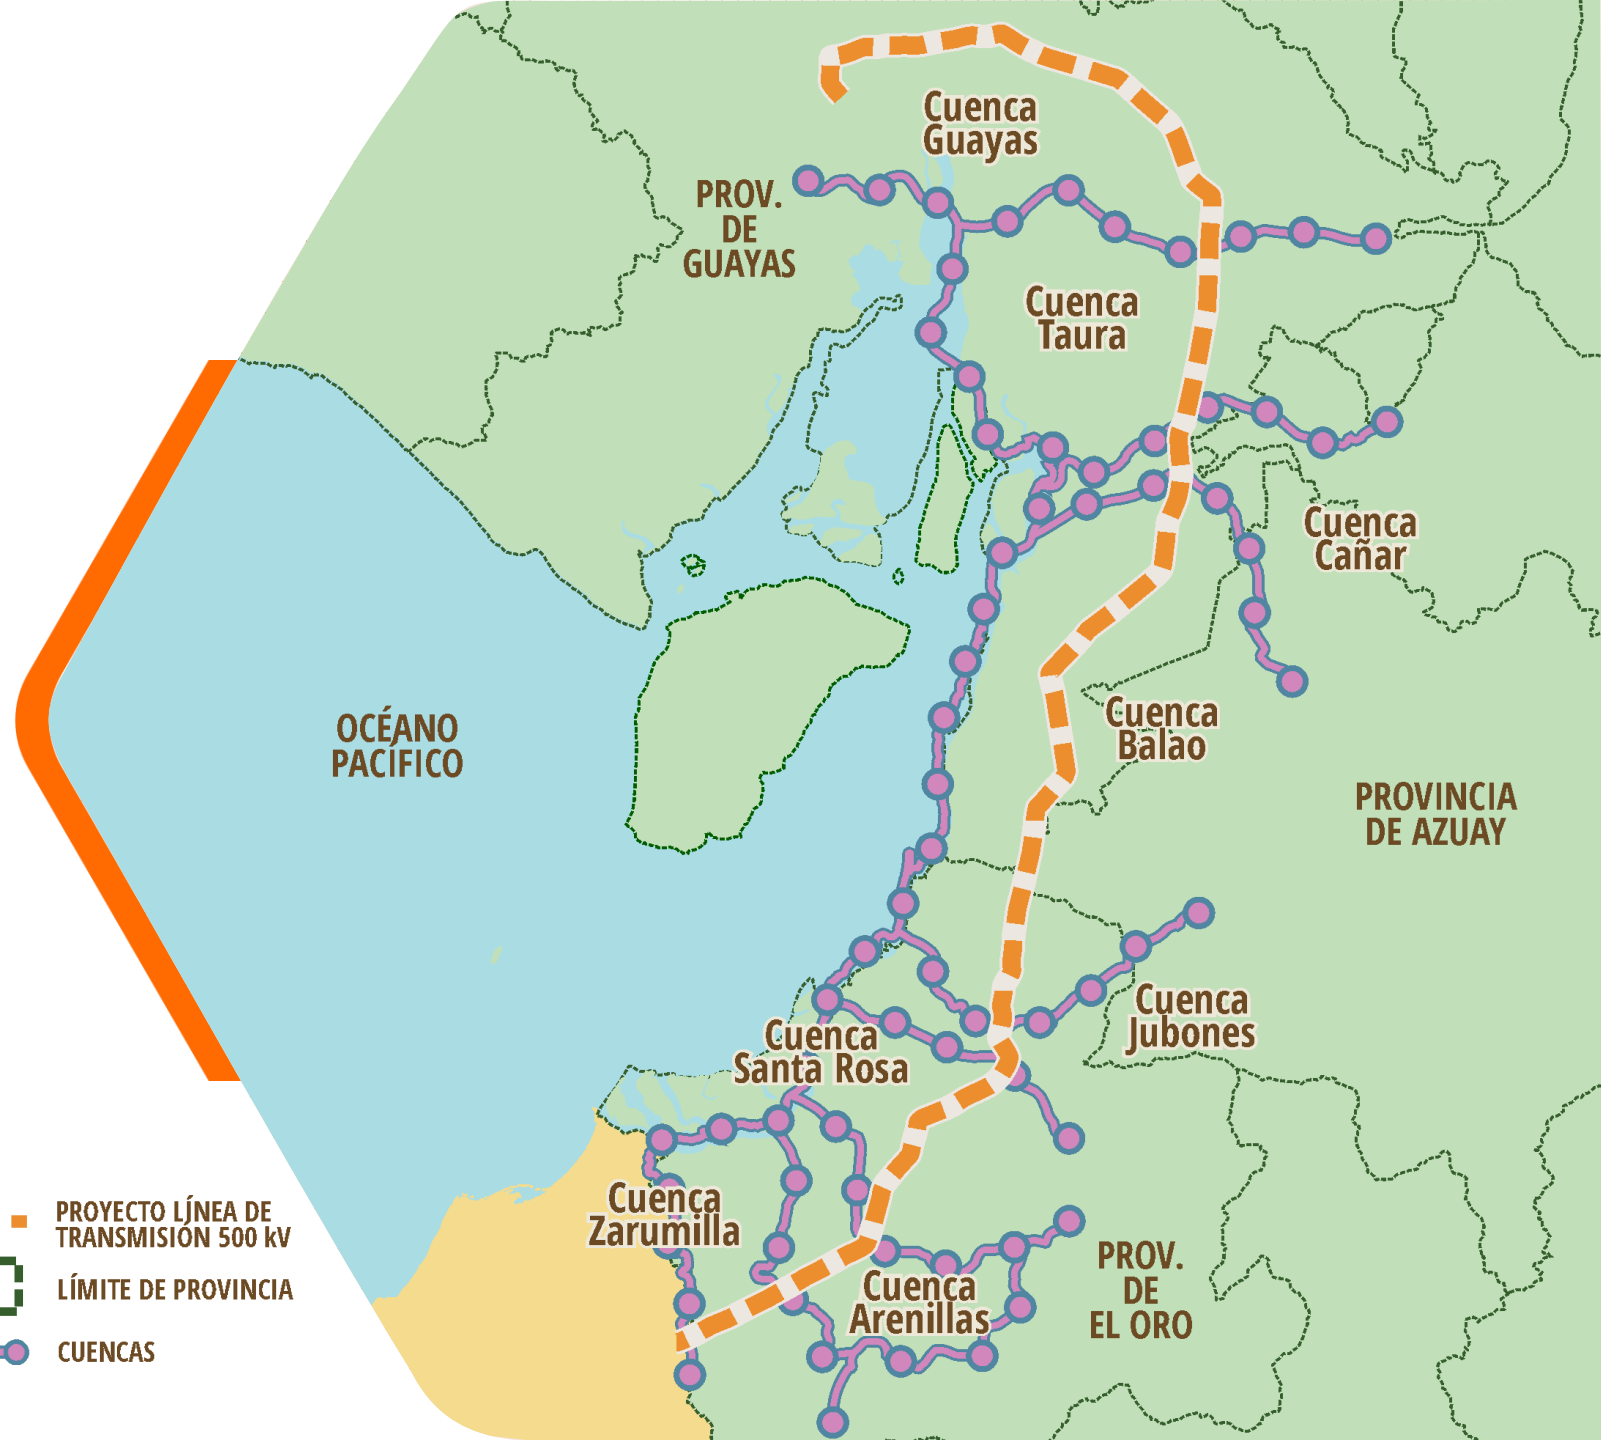 Cuenca
Guayas
PROV.
DE
GUAYAS
Cuenca
Taura
Cuenca
Cañar
OCÉANO
PACÍFICO
Cuenca
Balao
PROVINCIA
DE AZUAY
Cuenca
Jubones
Cuenca
Santa Rosa
Cuenca
Zarumilla
Cuenca
Arenillas
PROV.
DE
EL ORO
PROYECTO LÍNEA DE
TRANSMISIÓN 500 kV
LÍMITE DE PROVINCIA
CUENCAS